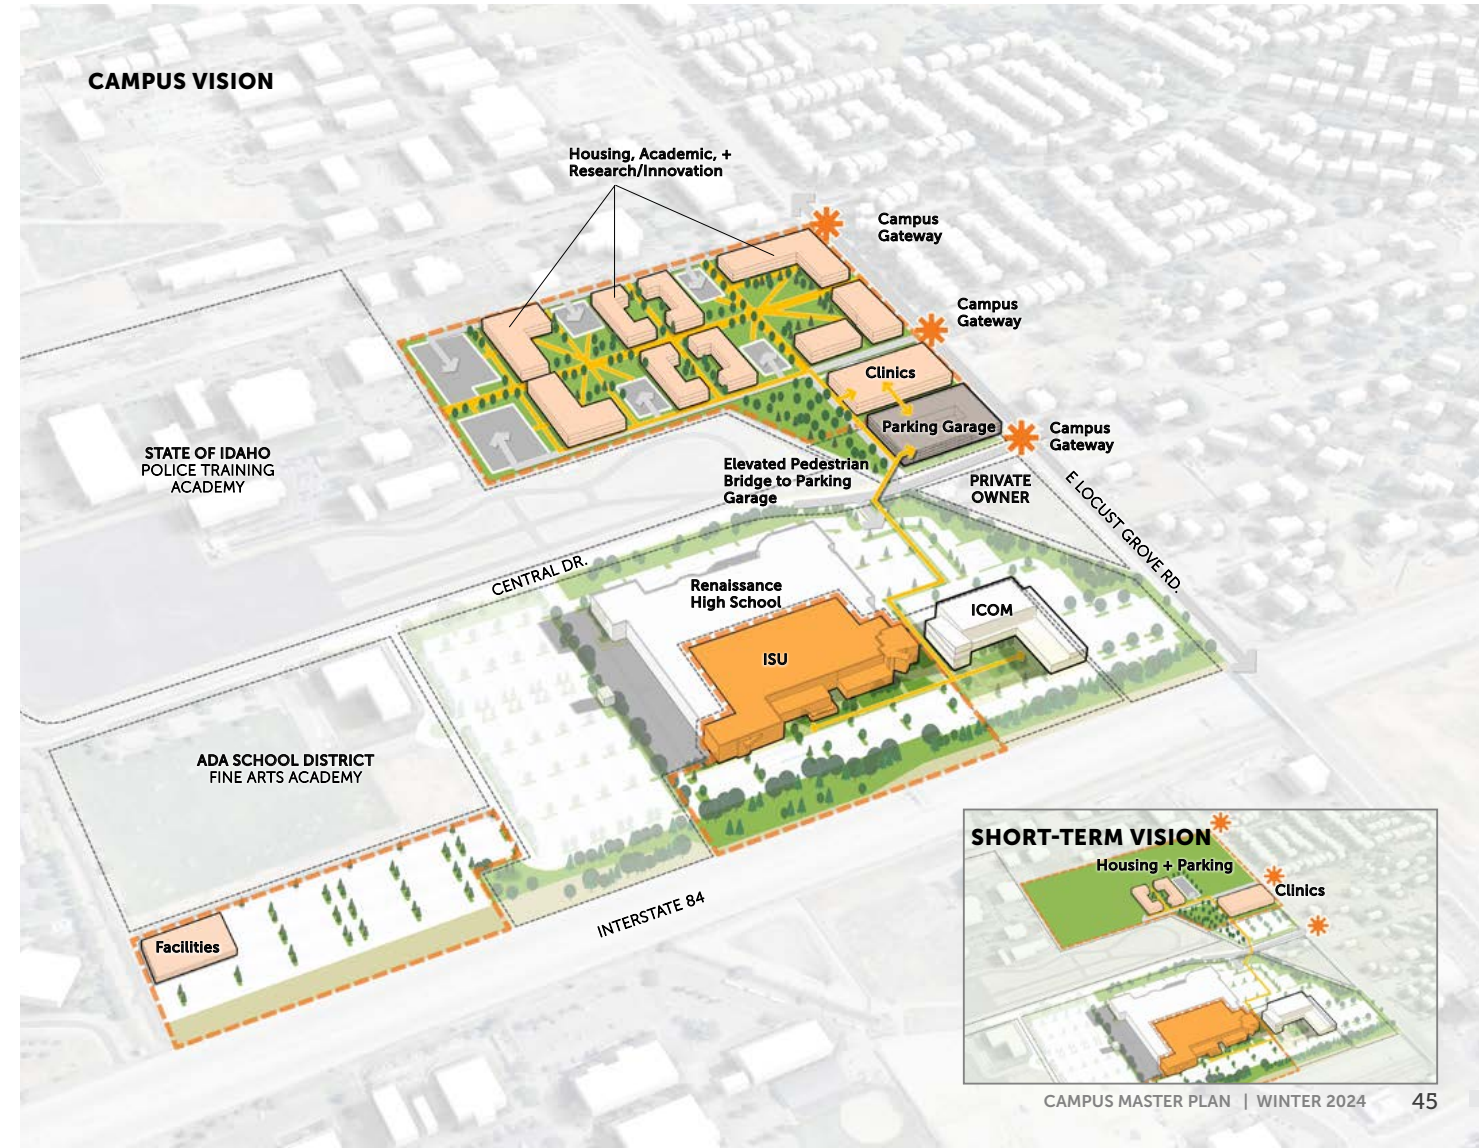 CAMPUS VISION
Housing, Academic, +
Research/Innovation
Campus
Gateway
Campus
Gateway
Clinics
Parking Garage
Campus
Gateway
STATE OF IDAHO
POLICE TRAINING
ACADEMY
Elevated Pedestrian
Bridge to Parking
Garage
PRIVATE
OWNER
E LOCUST GROVE RD.
CENTRAL DR.
Renaissance
High School
ICOM
ISU
ADA SCHOOL DISTRICT
FINE ARTS ACADEMY
Facilities
INTERSTATE 84
SHORT-TERM VISION
Housing + Parking
Clinics
CAMPUS MASTER PLAN | WINTER 2024 45